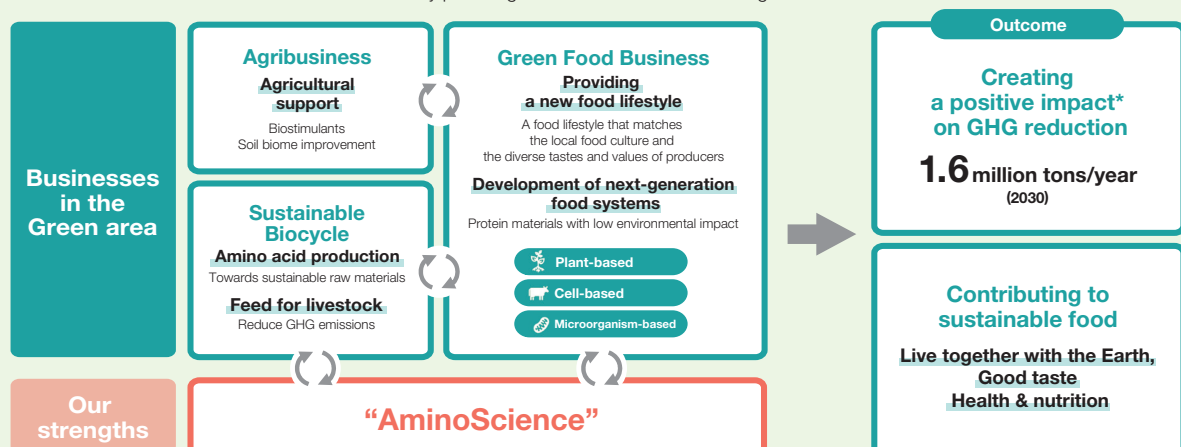 Businesses
in the
Green area
Agribusiness
Agricultural
support
Biostimulants
Soil biome improvement
Sustainable
Biocycle
Amino acid production
Towards sustainable raw materials
Feed for livestock
Reduce GHG emissions
Green Food Business
Providing
a new food lifestyle
A food lifestyle that matches
the local food culture and
the diverse tastes and values of producers
Development of next-generation
food systems
Protein materials with low environmental impact
Plant-based
Cell-based
Microorganism-based
Outcome
Creating
a positive impact*
on GHG reduction
1.6 million tons/year
(2030)
Contributing to
sustainable food
Live together with the Earth,
Good taste
Health & nutrition
Our
strengths
“AminoScience”